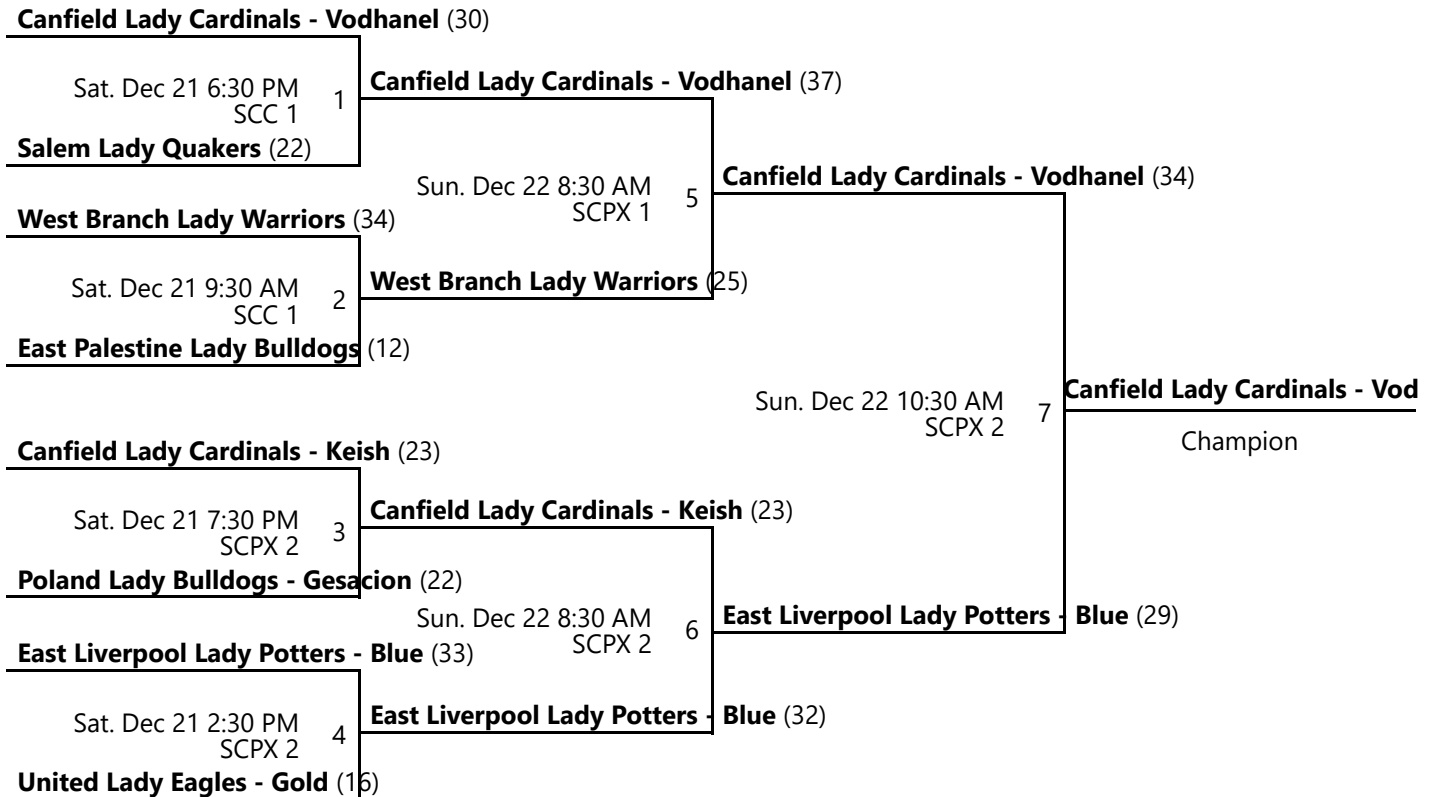 Canfield Lady Cardinals - Vodhanel (30)
Sat. Dec 21 6:30 PM
SCC 1
1
Salem Lady Quakers (22)
Canfield Lady Cardinals - Vodhanel (37)
West Branch Lady Warriors (34)
Sat. Dec 21 9:30 AM
SCC 1
2
East Palestine Lady Bulldogs (12)
Sun. Dec 22 8:30 AM
SCPX 1
5
West Branch Lady Warriors (25)
Canfield Lady Cardinals - Vodhanel (34)
Canfield Lady Cardinals - Keish (23)
Sat. Dec 21 7:30 PM
SCPX 2
3
Poland Lady Bulldogs - Gesacion (22)
Canfield Lady Cardinals - Keish (23)
East Liverpool Lady Potters - Blue (33)
Sat. Dec 21 2:30 PM
SCPX 2
4
United Lady Eagles - Gold (16)
Sun. Dec 22 8:30 AM
SCPX 2
6
East Liverpool Lady Potters - Blue (32)
East Liverpool Lady Potters - Blue (29)
Sun. Dec 22 10:30 AM
SCPX 2
7
Canfield Lady Cardinals - Vod
Champion